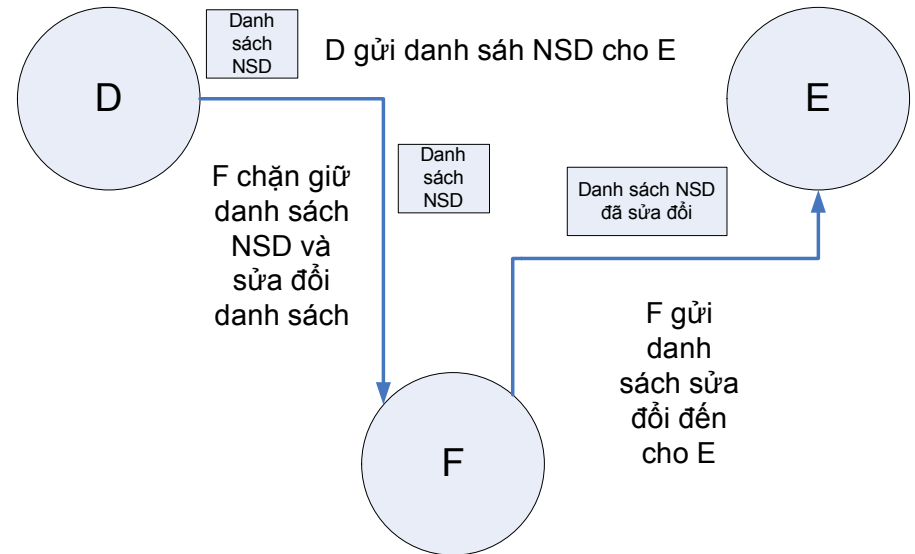 Danh
sách
NSD
D gửi danh sáh NSD cho E
D
E
F chặn giữ
danh sách
NSD và
sửa đổi
danh sách
Danh
sách
NSD
Danh sách NSD
đã sửa đổi
F gửi
danh
sách sửa
đổi đến
cho E
F